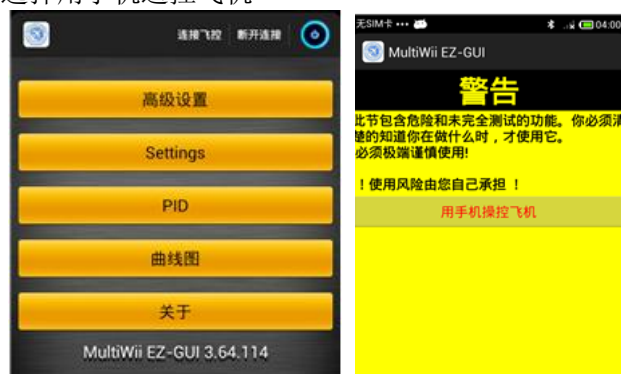 选择用手机遥控飞机
连接飞控 断开连接
高级设置
Settings
PID
曲线图
关于
MultiWii EZ-GUI 3.64.114
无SIM卡 ••• 04:00
MultiWii EZ-GUI
警告
此节包含危险和未完全测试的功能。你必须清
楚的知道你在做什么时，才使用它。
必须极端谨慎使用!
！使用风险由您自己承担 ！
用手机操控飞机